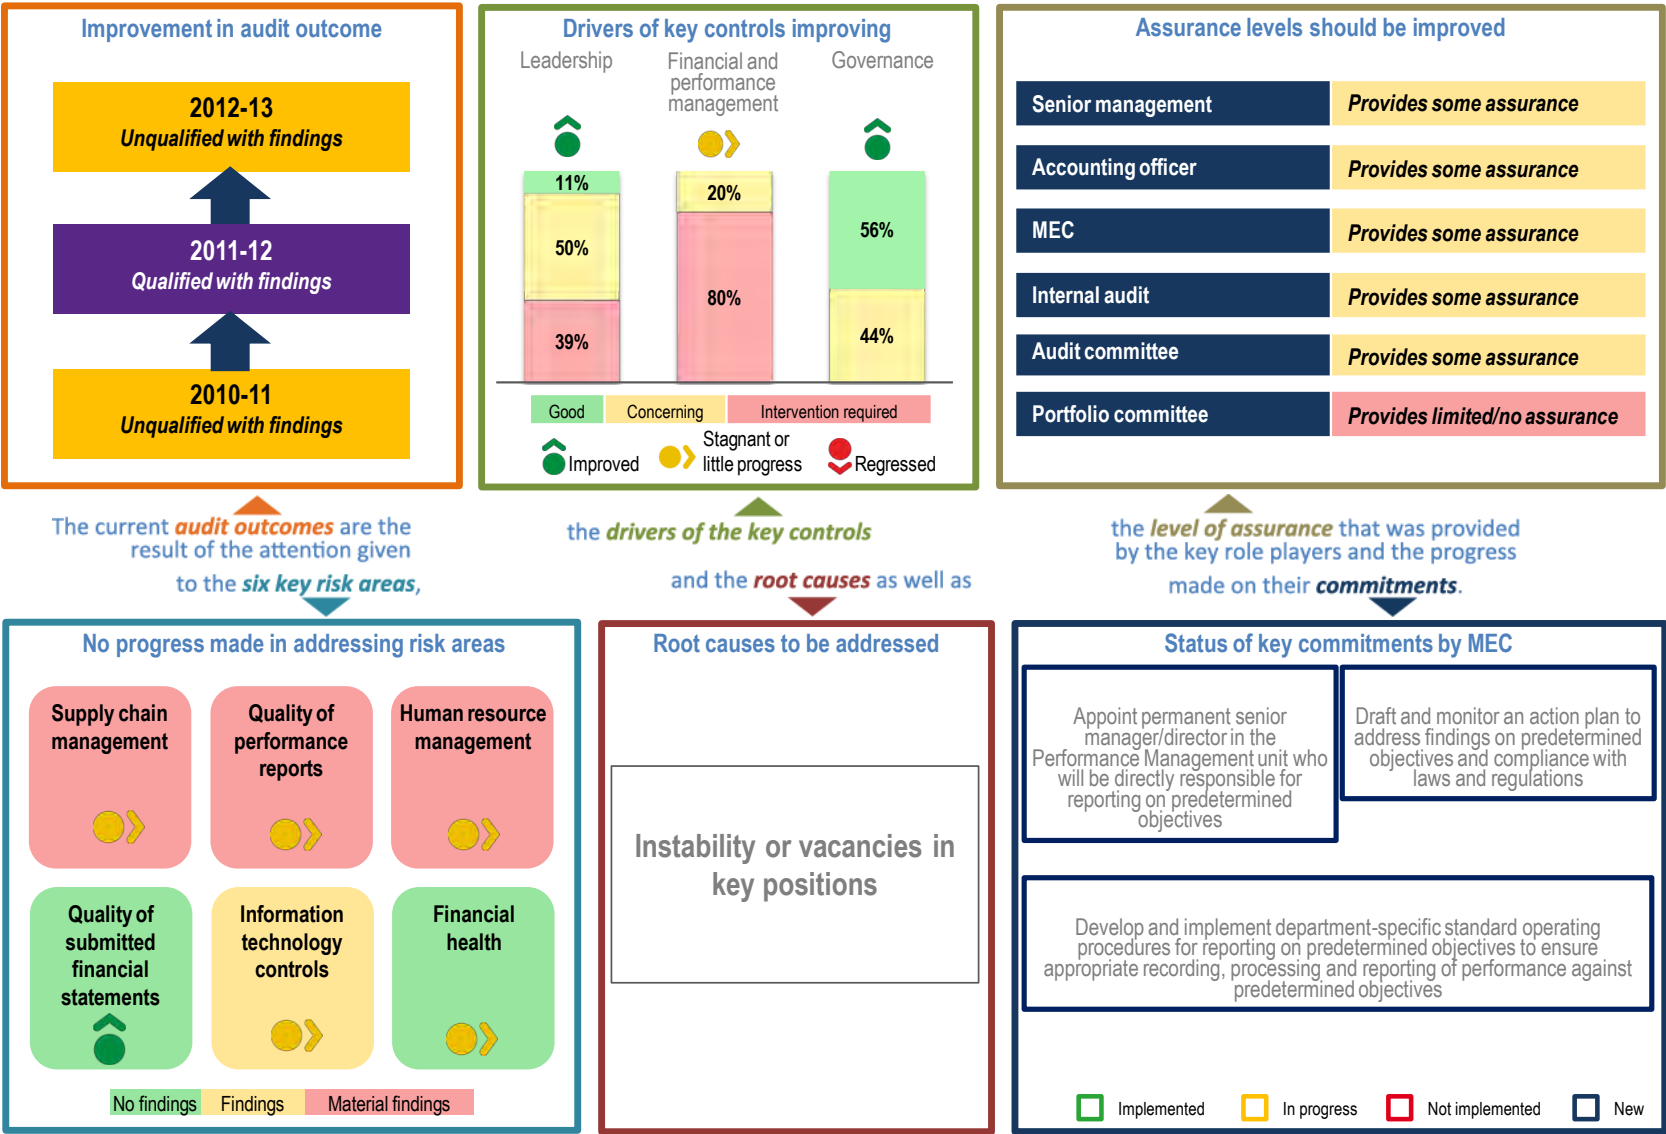 Improvement in audit outcome
2012-13
Unqualified with findings
2011-12
Qualified with findings
2010-11
Unqualified with findings
Drivers of key controls improving
Leadership
Financial and
performance
management
Governance
11%
50%
39%
20%
80%
56%
44%
Good
Concerning
Intervention required
Improved
Stagnant or
little progress
Regressed
Assurance levels should be improved
Senior management
Provides some assurance
Accounting officer
Provides some assurance
MEC
Provides some assurance
Internal audit
Provides some assurance
Audit committee
Provides some assurance
Portfolio committee
Provides limited/no assurance
The current audit outcomes are the
result of the attention given
to the six key risk areas,
the drivers of the key controls
and the root causes as well as
the level of assurance that was provided
by the key role players and the progress
made on their commitments.
No progress made in addressing risk areas
Supply chain
management
Quality of
performance
reports
Human resource
management
Quality of
submitted
financial
statements
Information
technology
controls
Financial
health
No findings
Findings
Material findings
Root causes to be addressed
Instability or vacancies in
key positions
Status of key commitments by MEC
Appoint permanent senior
manager/director in the
Performance Management unit who
will be directly responsible for
reporting on predetermined
objectives
Draft and monitor an action plan to
address findings on predetermined
objectives and compliance with
laws and regulations
Develop and implement department-specific standard operating
procedures for reporting on predetermined objectives to ensure
appropriate recording, processing and reporting of performance against
predetermined objectives
Implemented
In progress
Not implemented
New